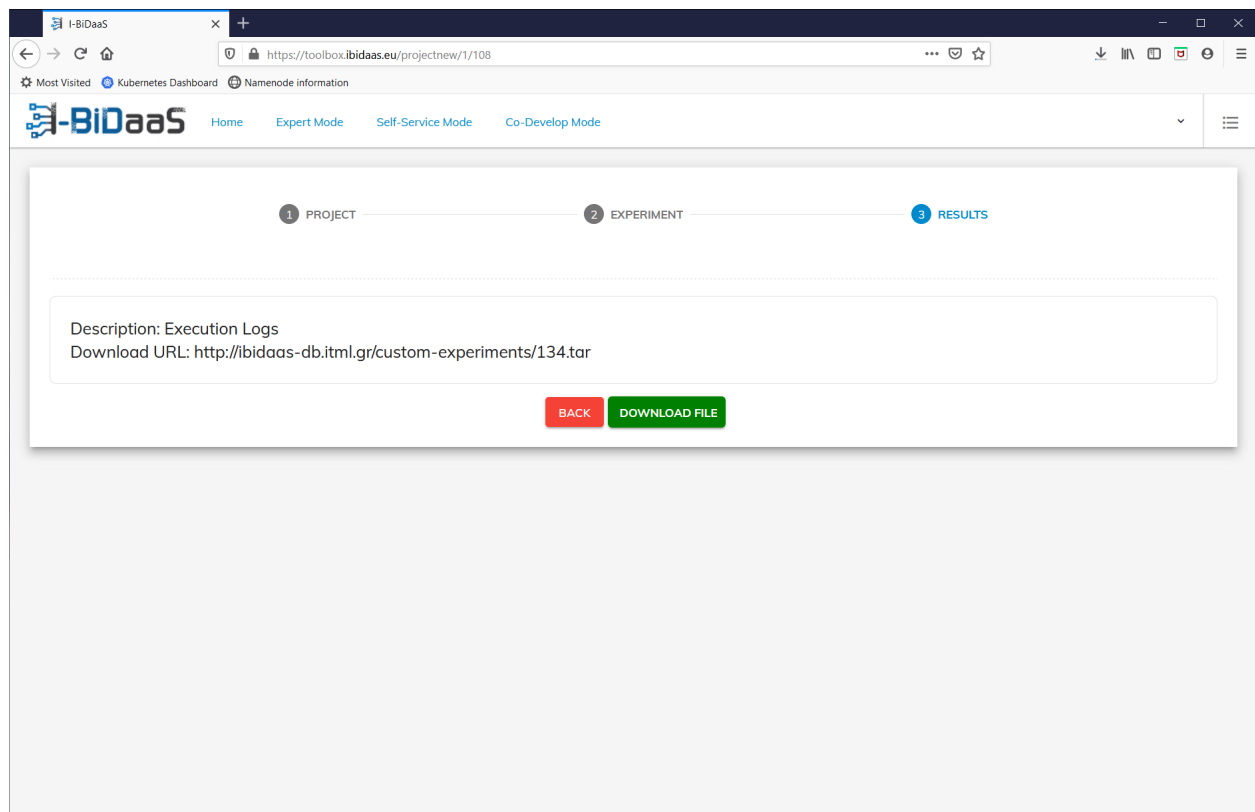 I-BiDaaS
https://toolbox.ibidaas.eu/projectnew/1/108
Most Visited Kubernetes Dashboard Namenode information
I-BiDaaS Home Expert Mode Self-Service Mode Co-Develop Mode
1 PROJECT 2 EXPERIMENT 3 RESULTS
Description: Execution Logs
Download URL: http://ibidaas-db.itml.gr/custom-experiments/134.tar
BACK DOWNLOAD FILE